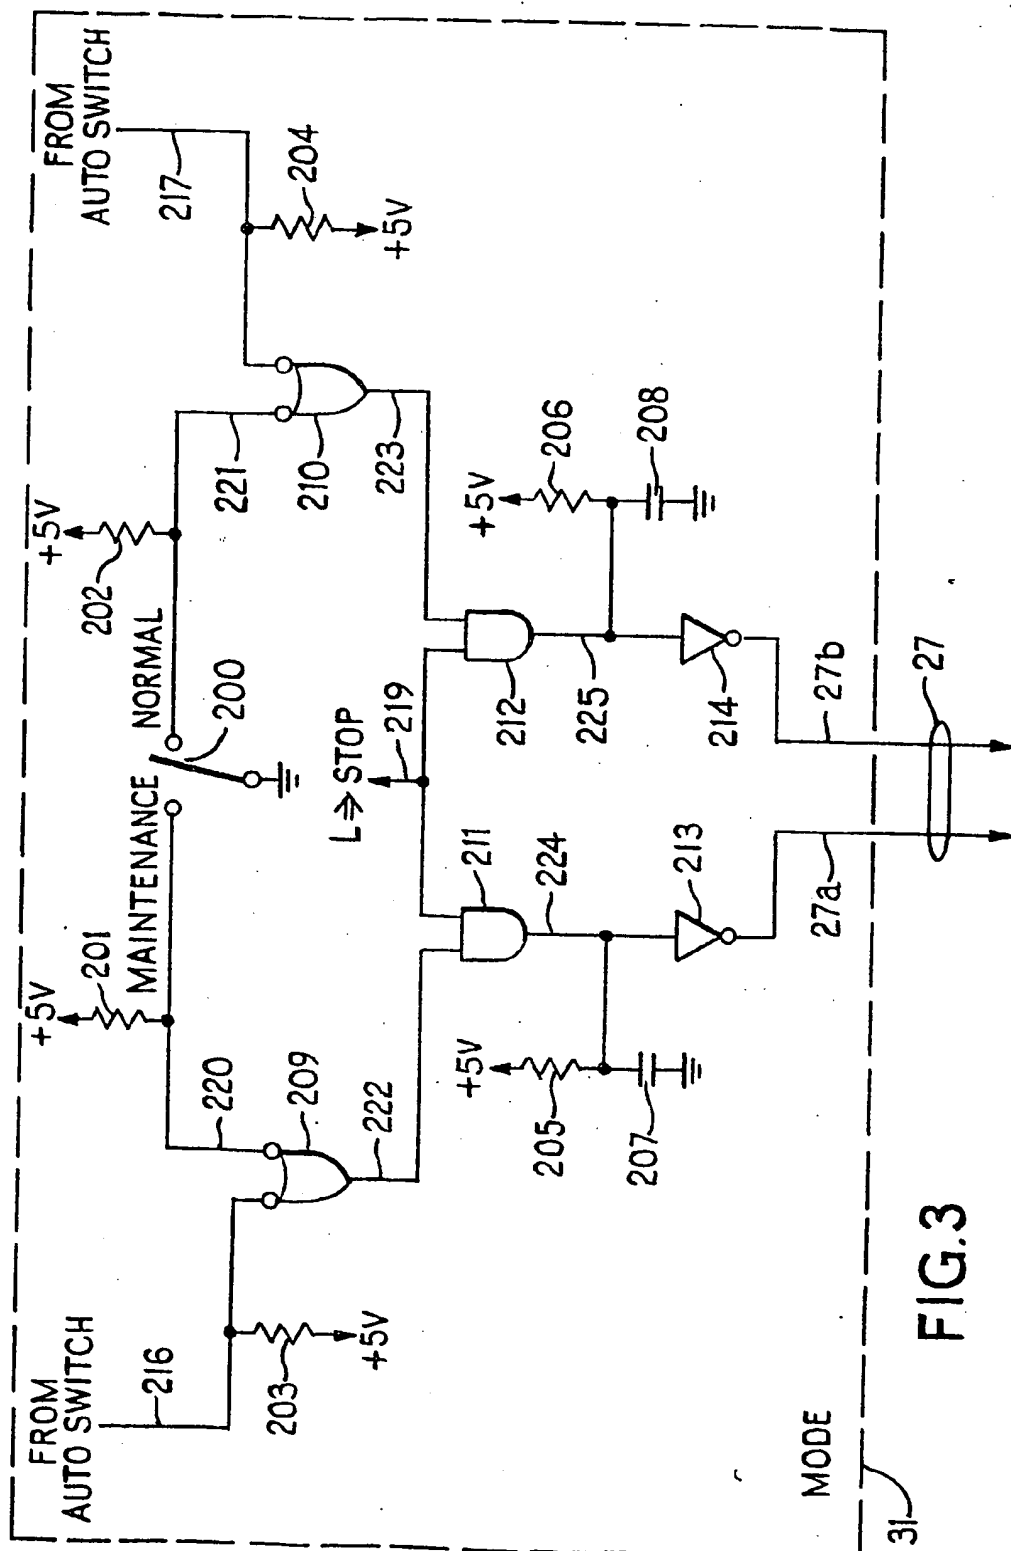 FROM
AUTO SWITCH
216
203
+5V
220
209
222
+5V
201
MAINTENANCE
NORMAL
200
+5V
202
221
210
223
FROM
AUTO SWITCH
217
204
+5V
L⇒STOP
219
211
224
+5V
205
207
213
27a
212
225
+5V
206
208
214
27b
27
MODE
31
FIG.3